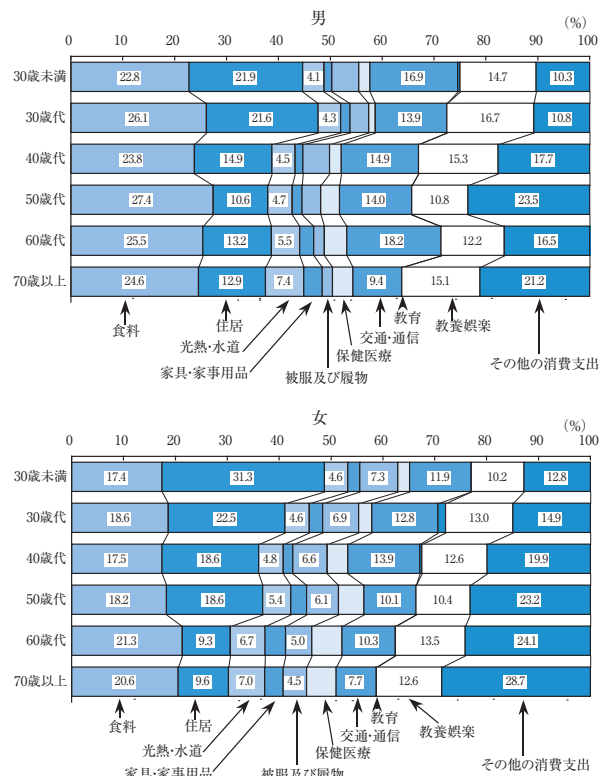 男
(%)
0 10 20 30 40 50 60 70 80 90 100
30歳未満 22.8 21.9 4.1 16.9 14.7 10.3
30歳代 26.1 21.6 4.3 13.9 16.7 10.8
40歳代 23.8 14.9 4.5 14.9 15.3 17.7
50歳代 27.4 10.6 4.7 14.0 10.8 23.5
60歳代 25.5 13.2 5.5 18.2 12.2 16.5
70歳以上 24.6 12.9 7.4 9.4 15.1 21.2
食料
住居
光熱・水道
家具・家事用品
被服及び履物
保健医療
交通・通信
教育
教養娯楽
その他の消費支出
女
(%)
0 10 20 30 40 50 60 70 80 90 100
30歳未満 17.4 31.3 4.6 7.3 11.9 10.2 12.8
30歳代 18.6 22.5 4.6 6.9 12.8 13.0 14.9
40歳代 17.5 18.6 4.8 6.6 13.9 12.6 19.9
50歳代 18.2 18.6 5.4 6.1 10.1 10.4 23.2
60歳代 21.3 9.3 6.7 5.0 10.3 13.5 24.1
70歳以上 20.6 9.6 7.0 4.5 7.7 12.6 28.7
食料
住居
光熱・水道
家具・家事用品
被服及び履物
保健医療
交通・通信
教育
教養娯楽
その他の消費支出